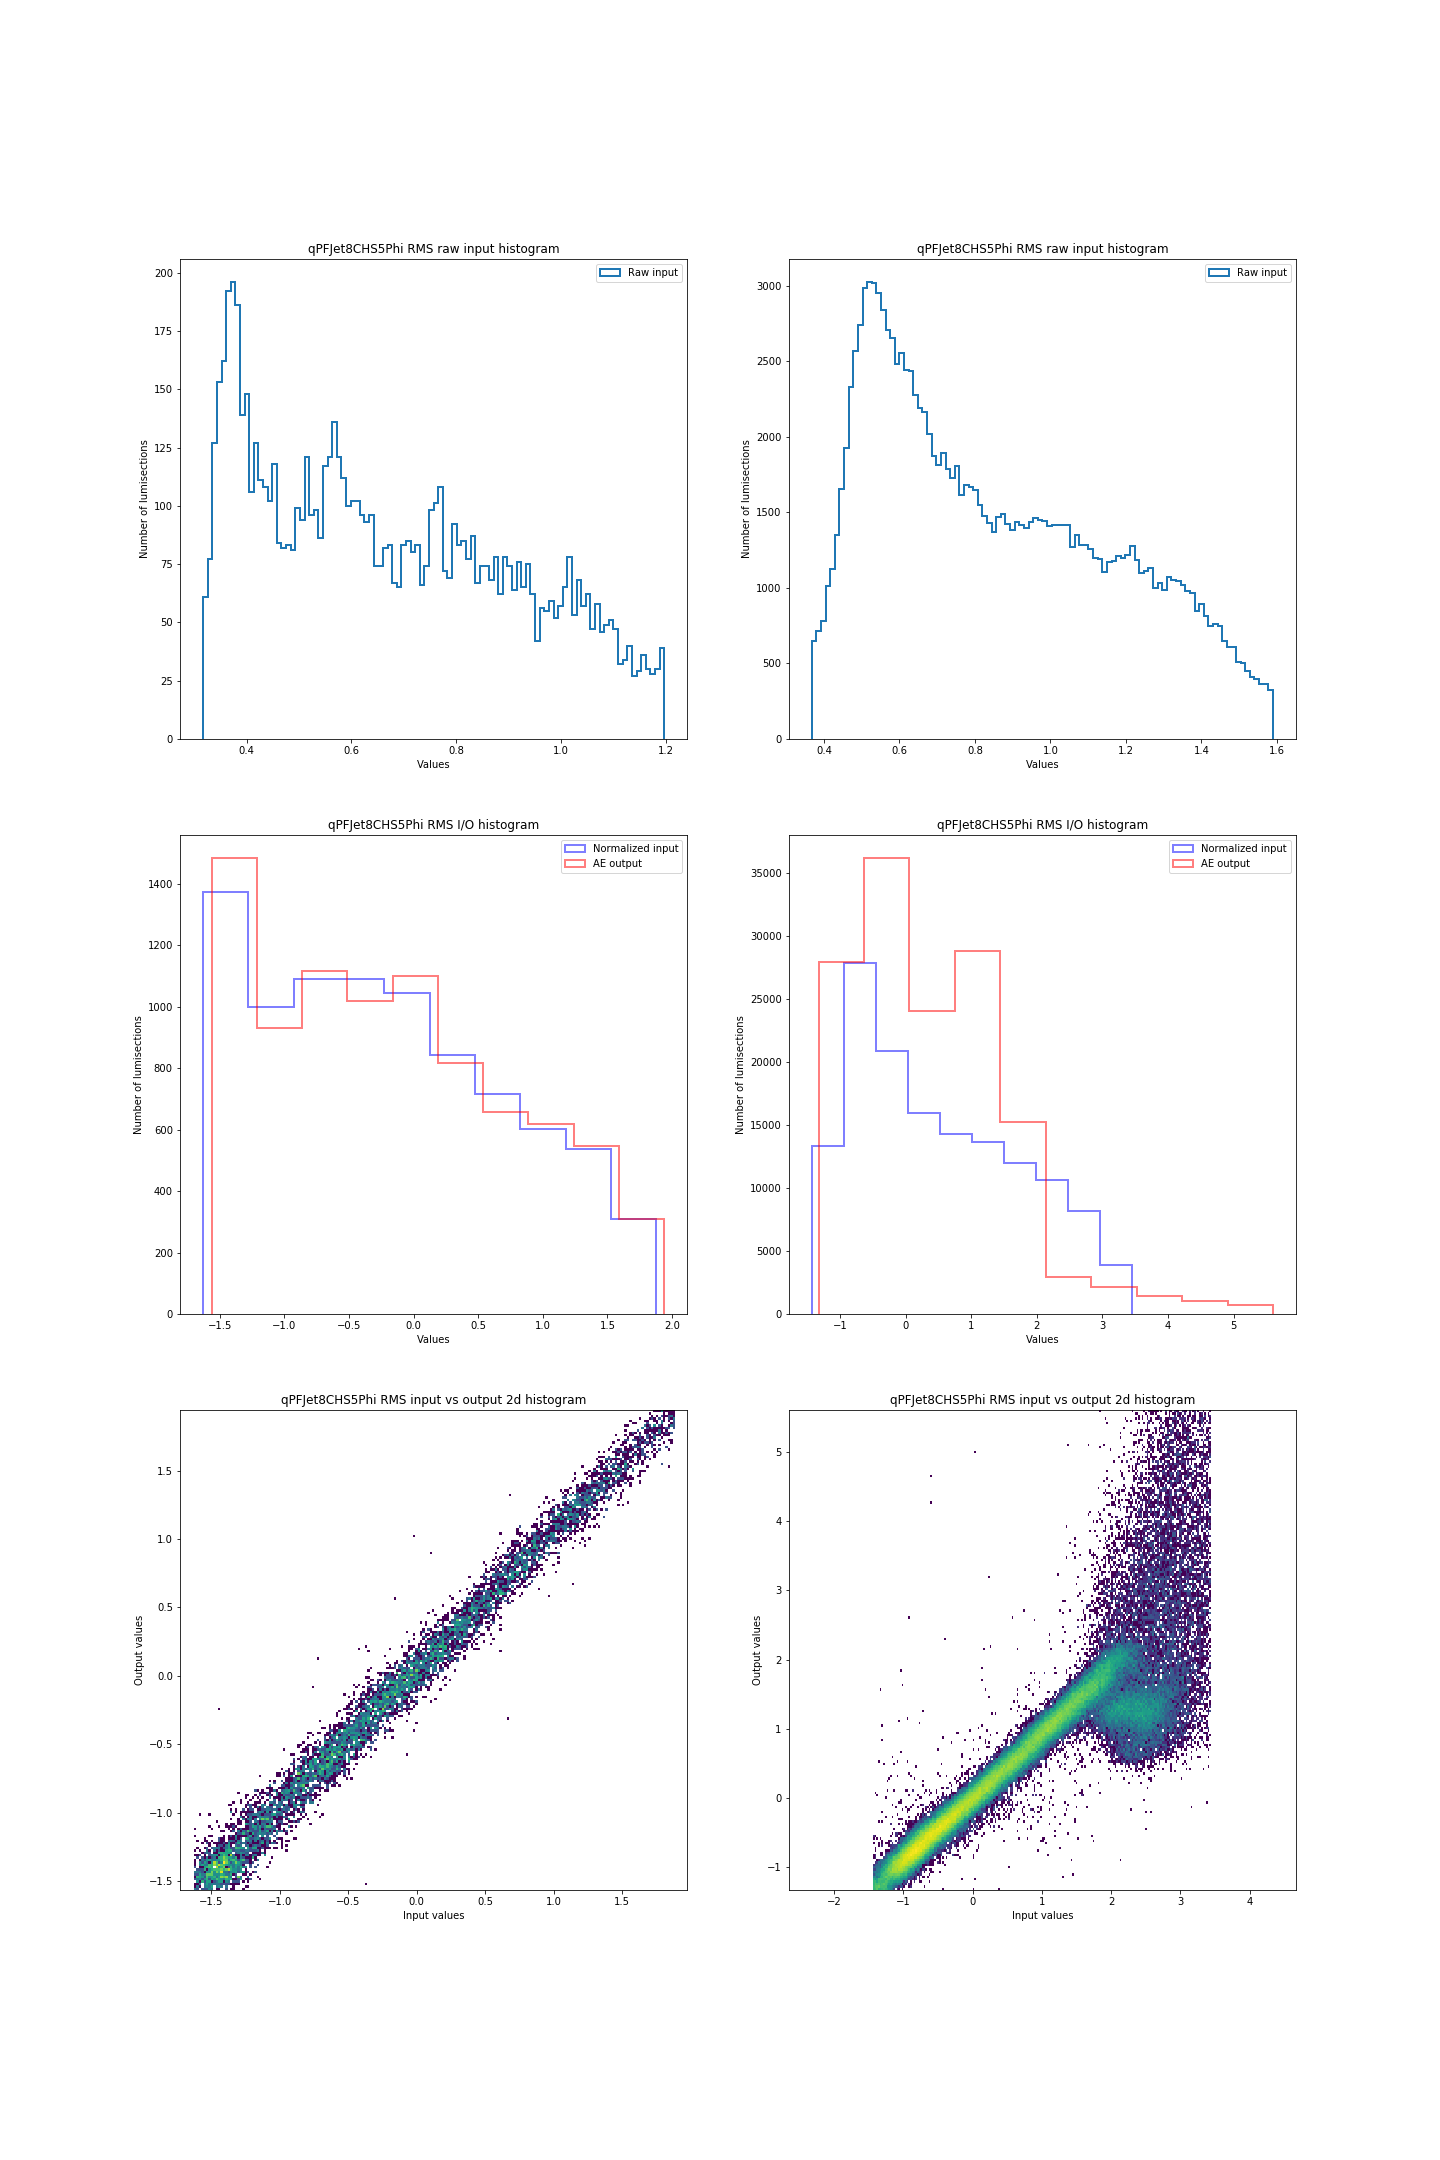 qPFJet8CHS5Phi RMS raw input histogram
Raw input
200
175
150
125
100
75
50
25
0
Number of lumisections
0.4 0.6 0.8 1.0 1.2
Values
qPFJet8CHS5Phi RMS raw input histogram
Raw input
3000
2500
2000
1500
1000
500
0
Number of lumisections
0.4 0.6 0.8 1.0 1.2 1.4 1.6
Values
qPFJet8CHS5Phi RMS I/O histogram
Normalized input
AE output
1400
1200
1000
800
600
400
200
0
Number of lumisections
−1.5 −1.0 −0.5 0.0 0.5 1.0 1.5 2.0
Values
qPFJet8CHS5Phi RMS I/O histogram
Normalized input
AE output
35000
30000
25000
20000
15000
10000
5000
0
Number of lumisections
−1 0 1 2 3 4 5
Values
qPFJet8CHS5Phi RMS input vs output 2d histogram
1.5
1.0
0.5
0.0
−0.5
−1.0
−1.5
Output values
−1.5 −1.0 −0.5 0.0 0.5 1.0 1.5
Input values
qPFJet8CHS5Phi RMS input vs output 2d histogram
5
4
3
2
1
0
−1
Output values
−2 −1 0 1 2 3 4
Input values